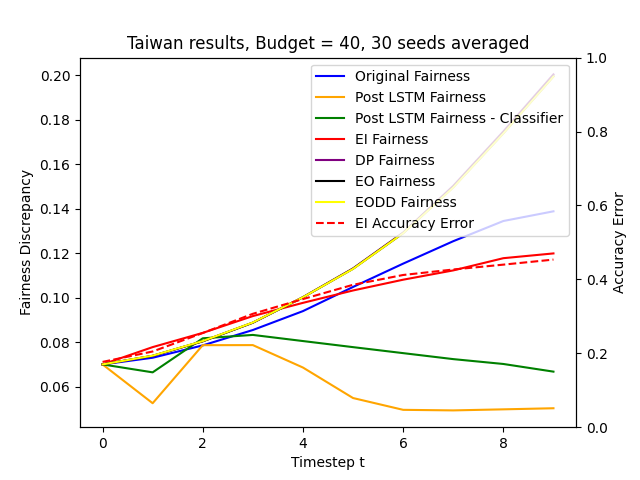 Taiwan results, Budget = 40, 30 seeds averaged
Original Fairness
Post LSTM Fairness
Post LSTM Fairness - Classifier
EI Fairness
DP Fairness
EO Fairness
EODD Fairness
EI Accuracy Error
Fairness Discrepancy
0.20
0.18
0.16
0.14
0.12
0.10
0.08
0.06
Accuracy Error
1.0
0.8
0.6
0.4
0.2
0.0
0 2 4 6 8
Timestep t